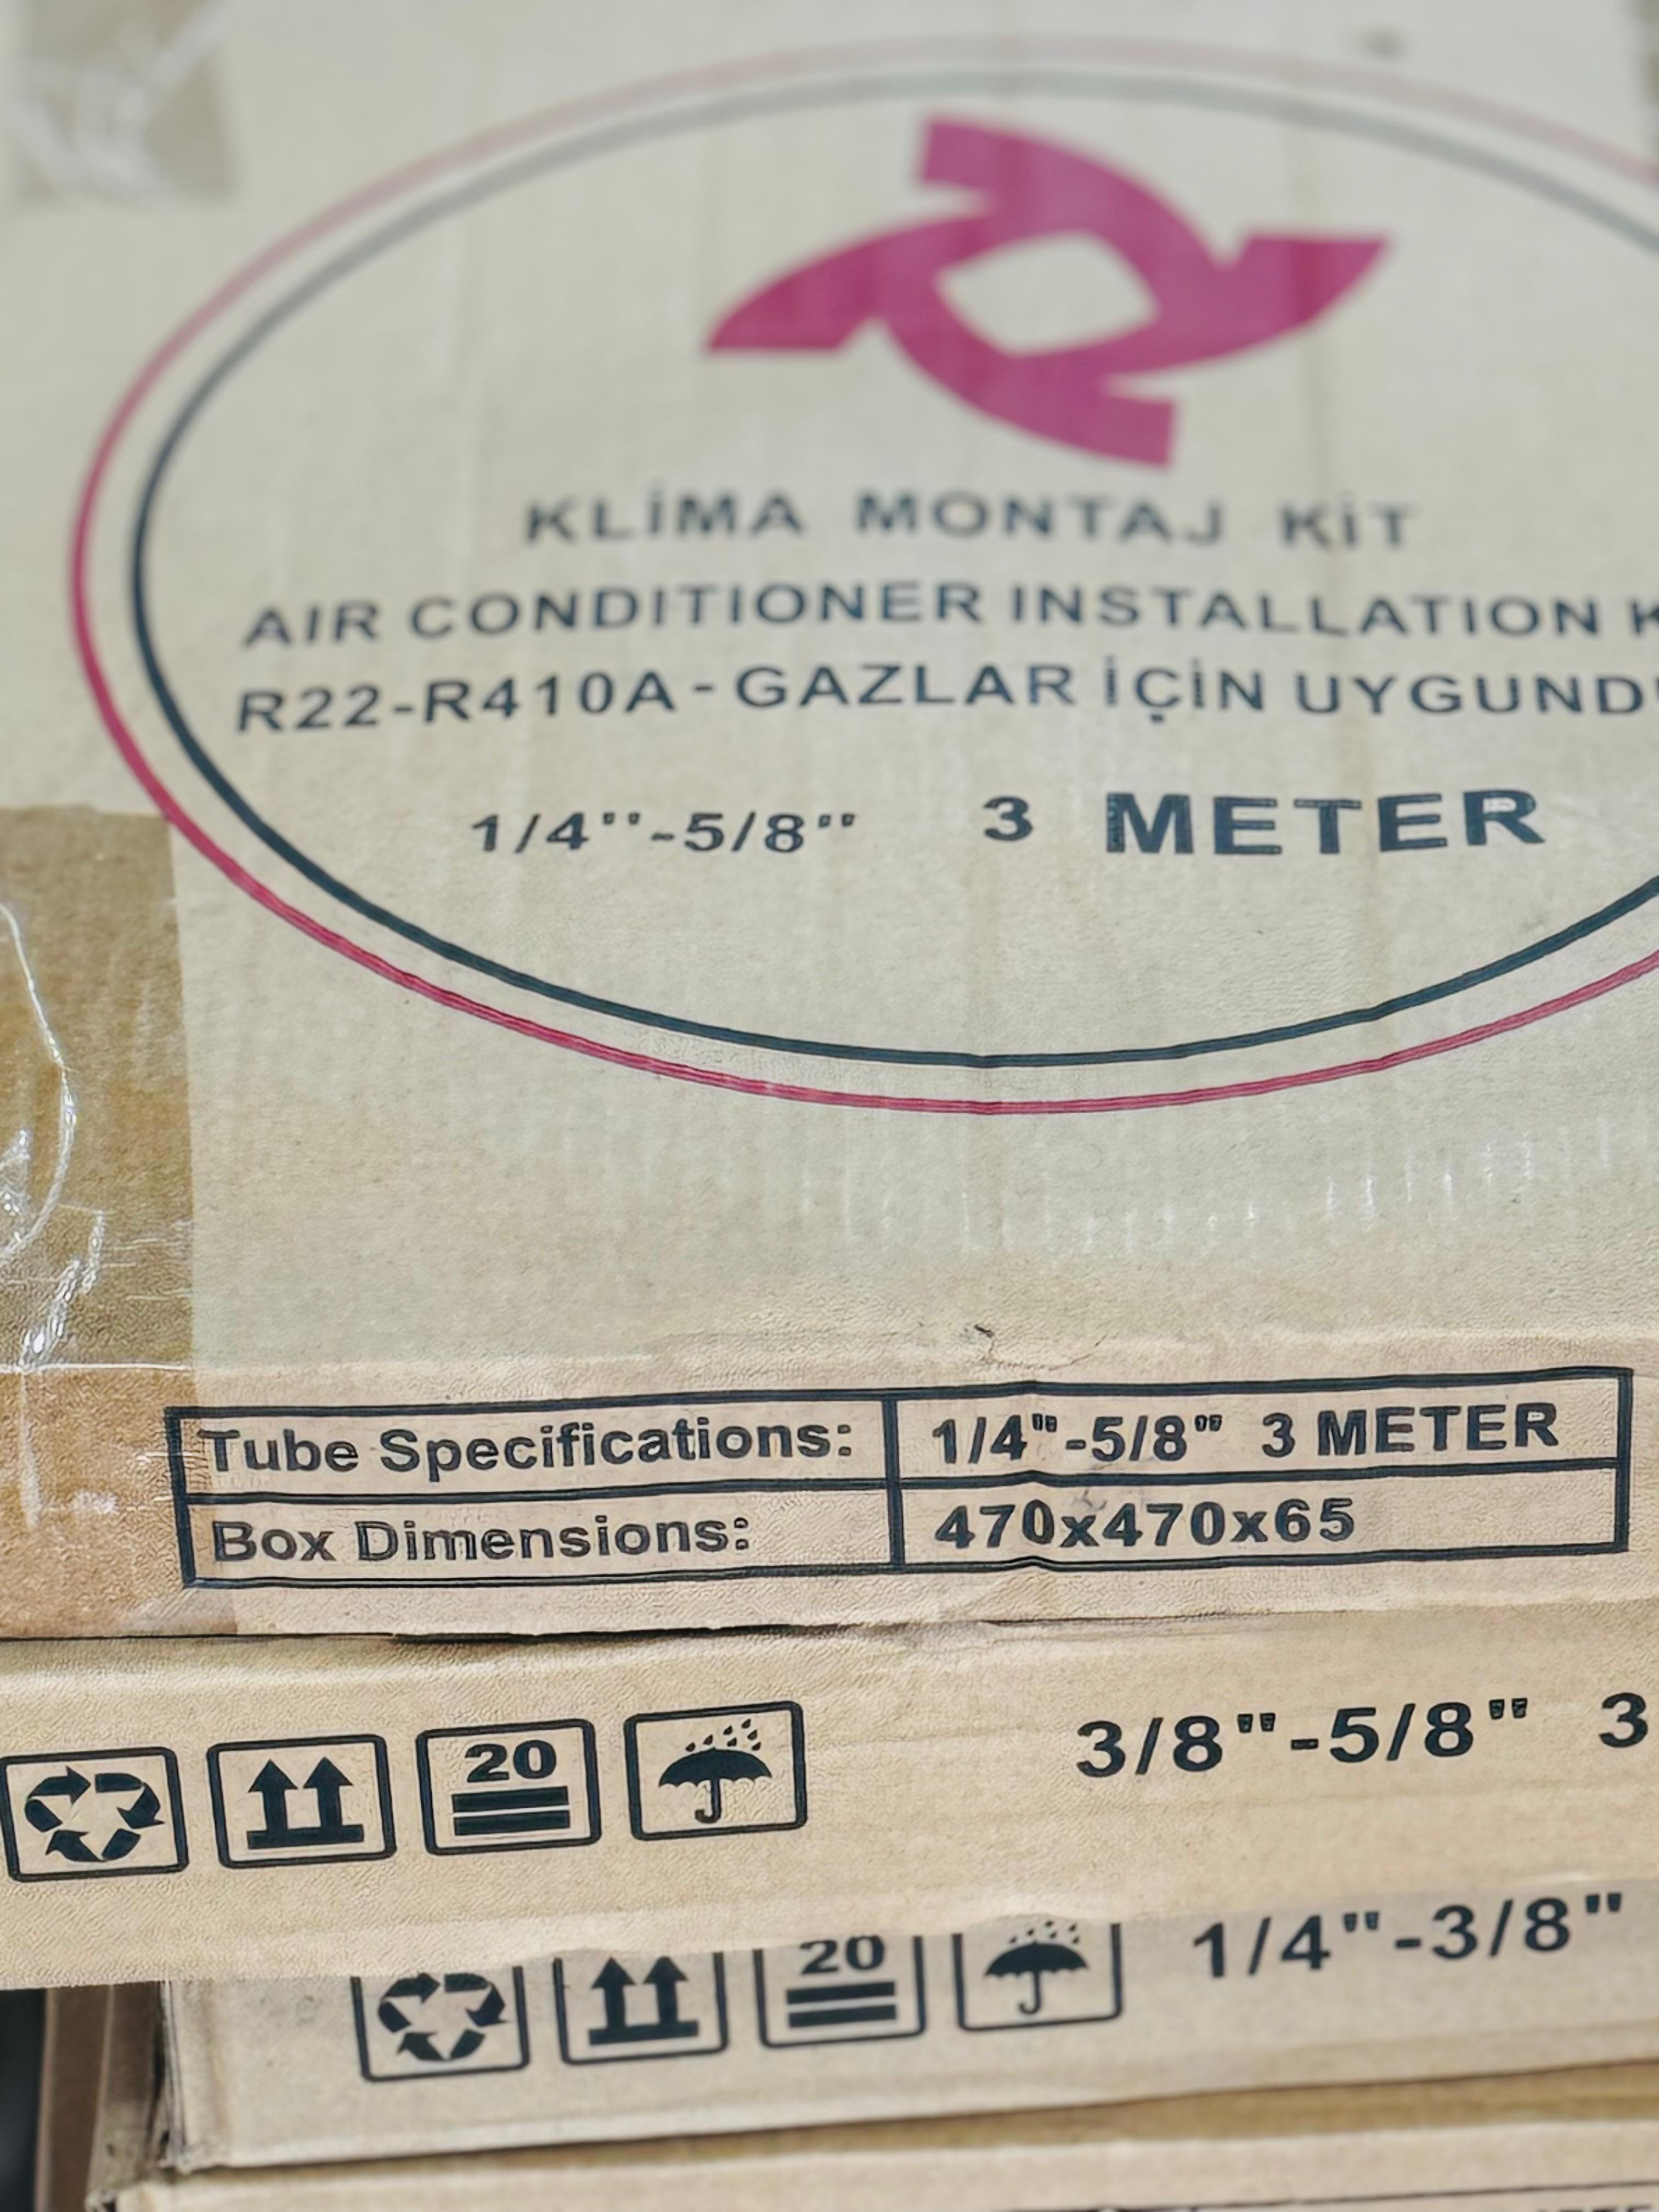 KLİMA MONTAJ KİT
AIR CONDITIONER INSTALLATION K
R22-R410A-GAZLAR İÇİN UYGUNDU
1/4''-5/8'' 3 METER
Tube Specifications: 1/4"-5/8" 3 METER
Box Dimensions: 470x470x65
20
3/8"-5/8" 3
20
1/4"-3/8"